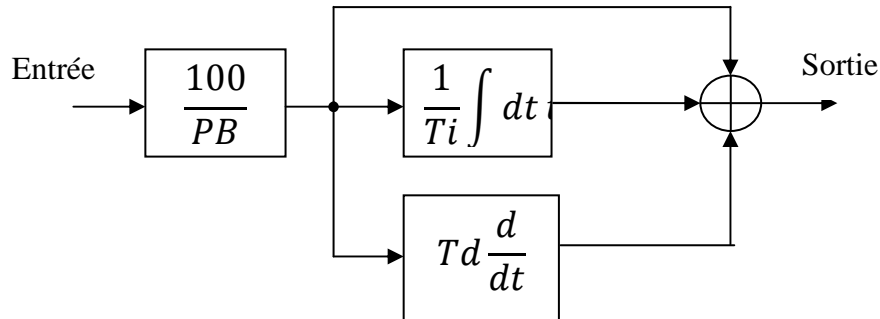 Entrée
100
PB
1
Ti
∫ dt
Td
d
dt
Sortie